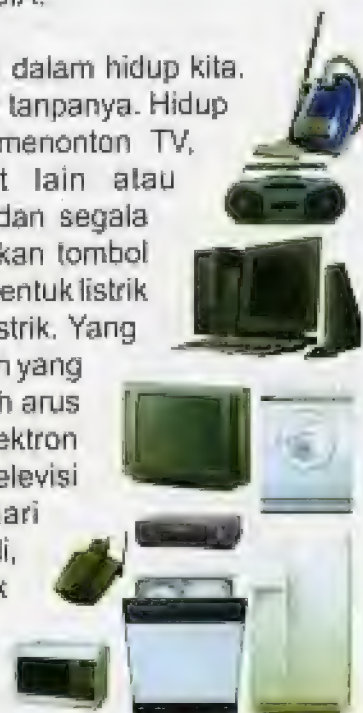 dalam hidup kita.
tanpanya. Hidup
menonton TV,
t lain atau
dan segala
kan tombol
entuk listrik
strik. Yang
yang
h arus
ektron
elevisi
ari